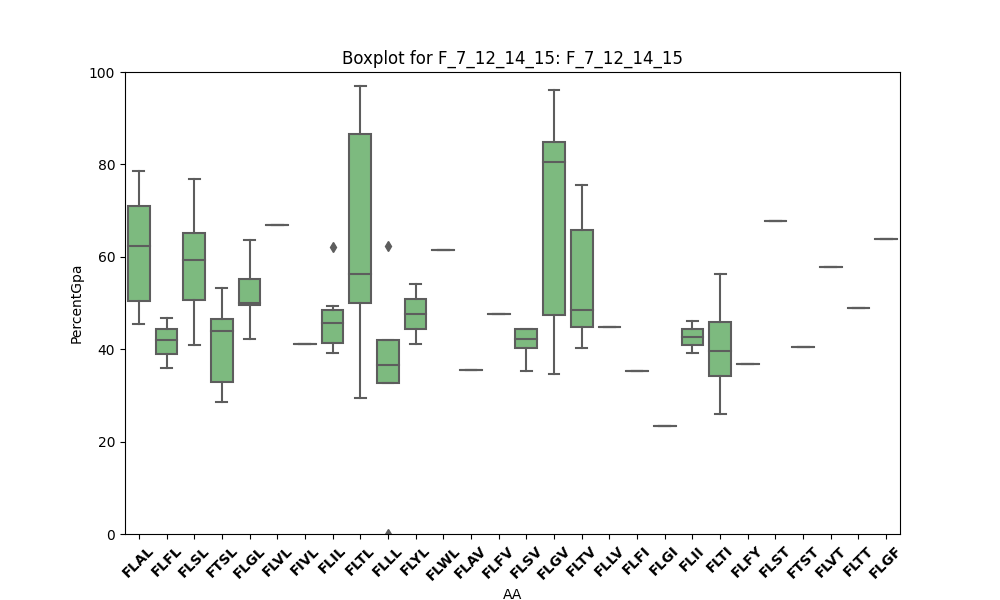 Boxplot for F_7_12_14_15: F_7_12_14_15
PercentGpa
100
80
60
40
20
0
FLAL FLFL FLSL FTSL FLGL FLVL FIVL FLIL FLTL FLLL FLYL FLWL FLAV FLFV FLSV FLGV FLTV FLLV FLFI FLGI FLII FLTI FLFY FLST FTST FLVT FLTT FLGF
AA